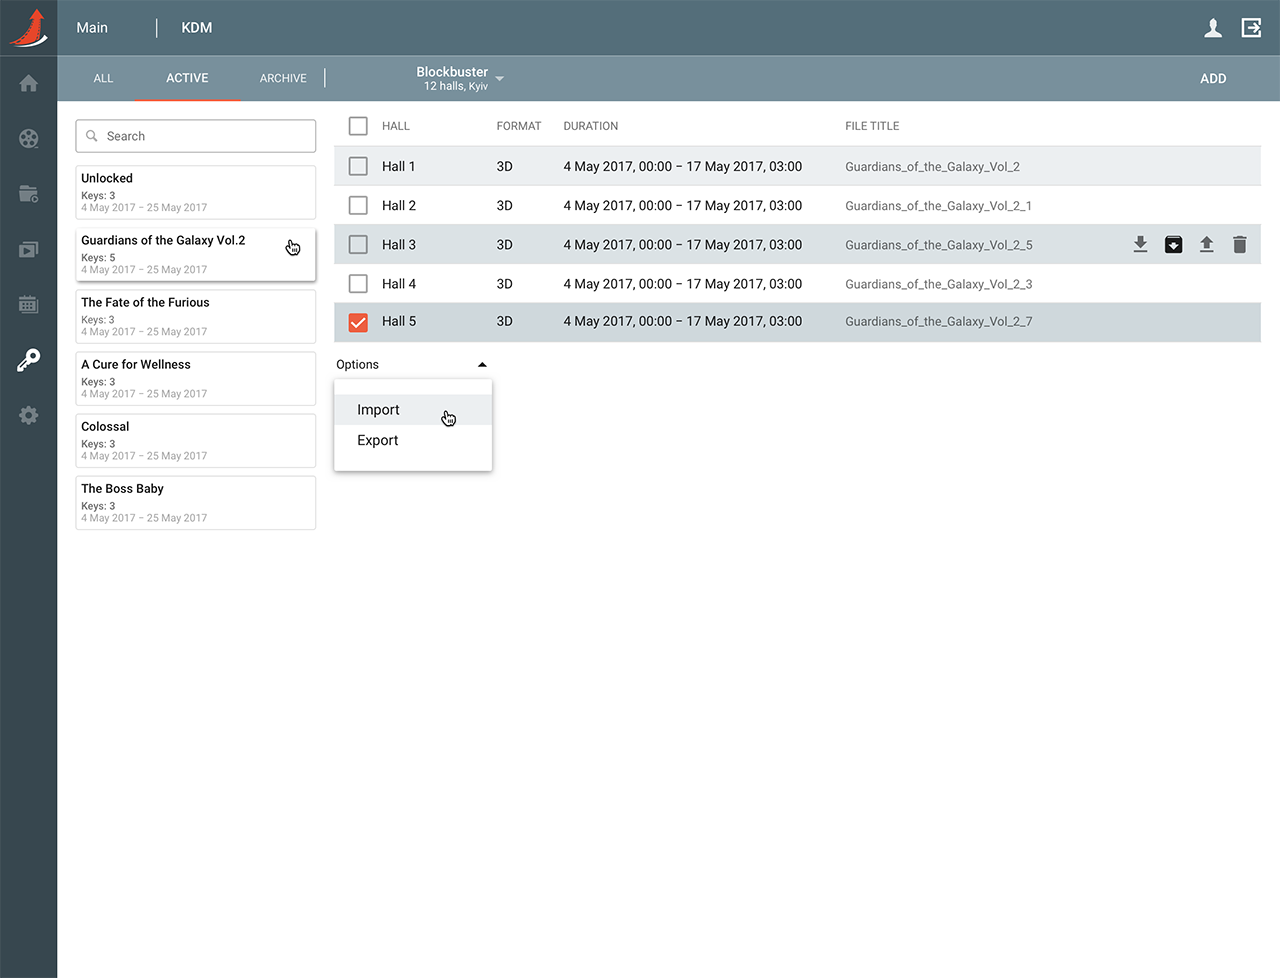 Main
KDM
ALL
ACTIVE
ARCHIVE
Blockbuster
12 halls, Kyiv
ADD
Search
Unlocked
Keys: 3
4 May 2017 – 25 May 2017
Guardians of the Galaxy Vol.2
Keys: 5
4 May 2017 – 25 May 2017
The Fate of the Furious
Keys: 3
4 May 2017 – 25 May 2017
A Cure for Wellness
Keys: 3
4 May 2017 – 25 May 2017
Colossal
Keys: 3
4 May 2017 – 25 May 2017
The Boss Baby
Keys: 3
4 May 2017 – 25 May 2017
HALL FORMAT DURATION FILE TITLE
Hall 1 3D 4 May 2017, 00:00 – 17 May 2017, 03:00 Guardians_of_the_Galaxy_Vol_2
Hall 2 3D 4 May 2017, 00:00 – 17 May 2017, 03:00 Guardians_of_the_Galaxy_Vol_2_1
Hall 3 3D 4 May 2017, 00:00 – 17 May 2017, 03:00 Guardians_of_the_Galaxy_Vol_2_5
Hall 4 3D 4 May 2017, 00:00 – 17 May 2017, 03:00 Guardians_of_the_Galaxy_Vol_2_3
Hall 5 3D 4 May 2017, 00:00 – 17 May 2017, 03:00 Guardians_of_the_Galaxy_Vol_2_7
Options
Import
Export